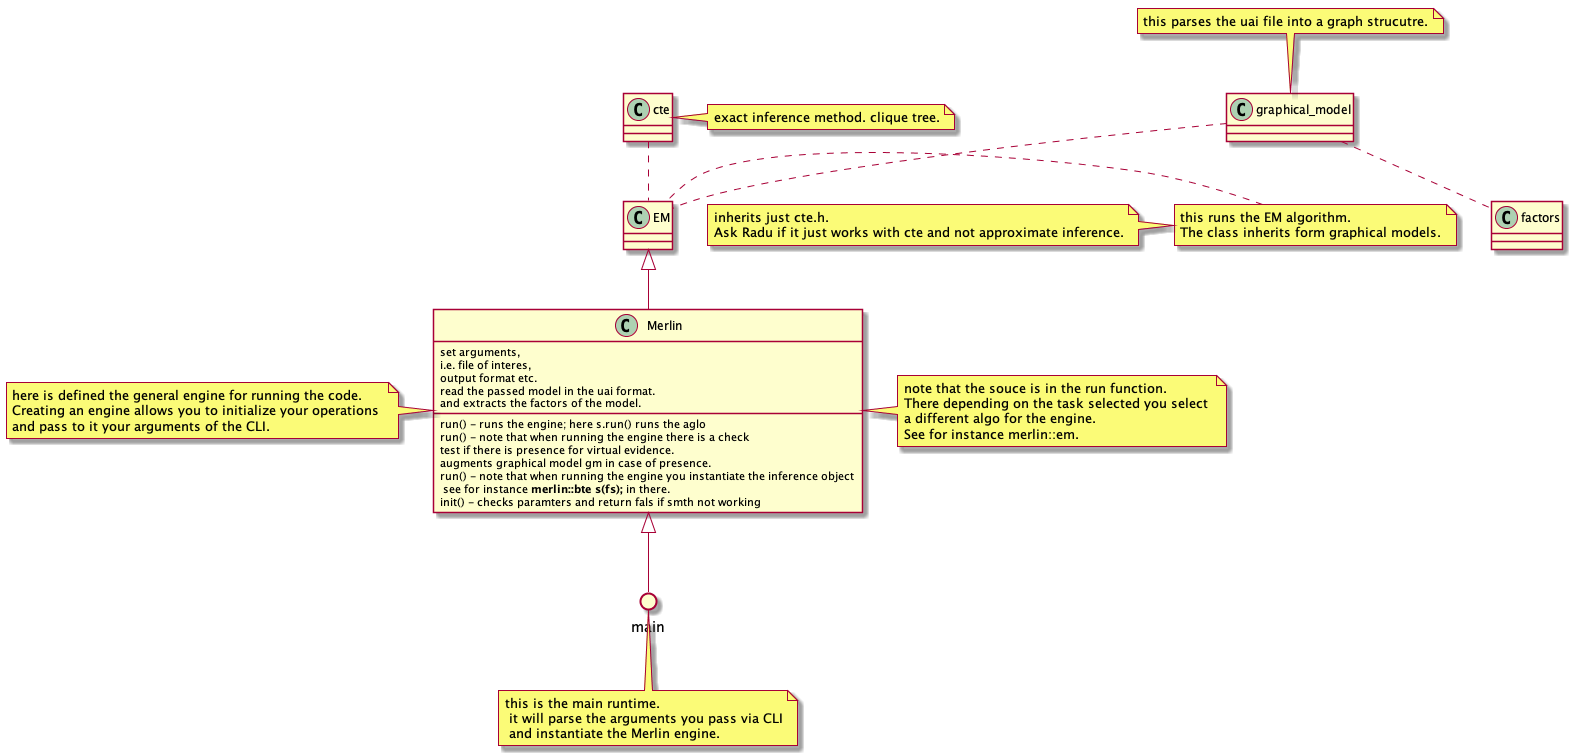 this parses the uai file into a graph strucutre.
C cte
exact inference method. clique tree.
C graphical_model
C EM
inherits just cte.h.
Ask Radu if it just works with cte and not approximate inference.
this runs the EM algorithm.
The class inherits form graphical models.
C factors
C Merlin
set arguments,
i.e. file of interes,
output format etc.
read the passed model in the uai format.
and extracts the factors of the model.
run() – runs the engine; here s.run() runs the aglo
run() – note that when running the engine there is a check
test if there is presence for virtual evidence.
augments graphical model gm in case of presence.
run() – note that when running the engine you instantiate the inference object
see for instance merlin::bte s(fs); in there.
init() – checks paramters and return fals if smth not working
here is defined the general engine for running the code.
Creating an engine allows you to initialize your operations
and pass to it your arguments of the CLI.
note that the souce is in the run function.
There depending on the task selected you select
a different algo for the engine.
See for instance merlin::em.
main
this is the main runtime.
it will parse the arguments you pass via CLI
and instantiate the Merlin engine.